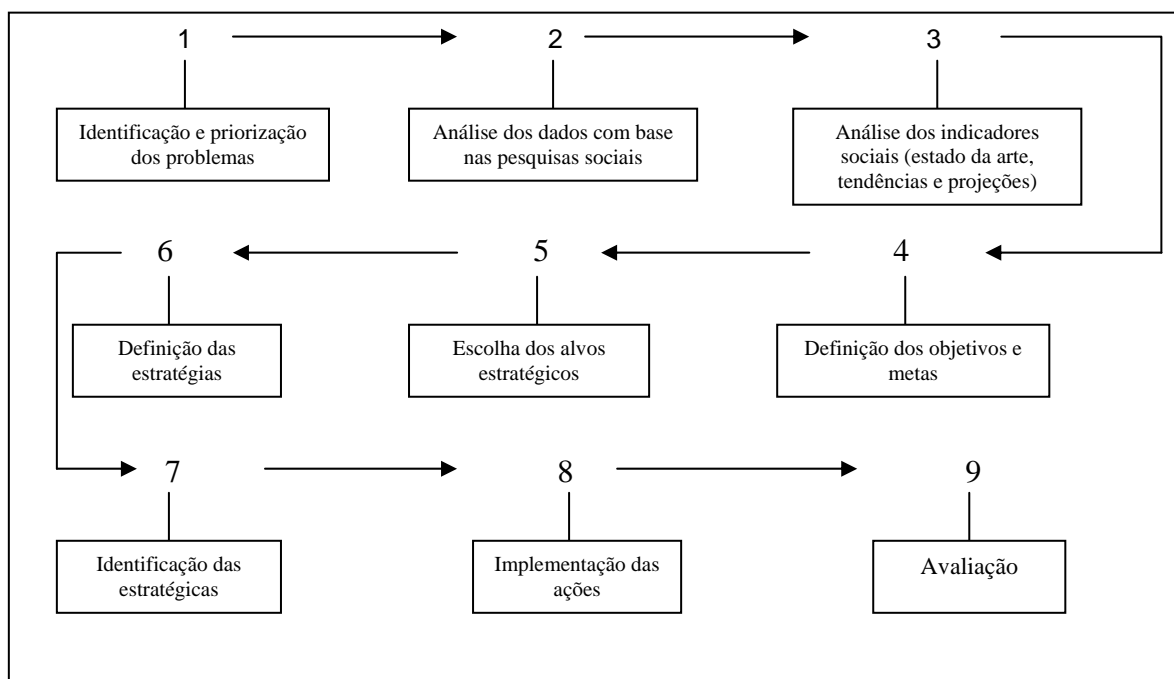 1
2
3
Identificação e priorização
dos problemas
Análise dos dados com base
nas pesquisas sociais
Análise dos indicadores
sociais (estado da arte,
tendências e projeções)
6
5
4
Definição das
estratégias
Escolha dos alvos
estratégicos
Definição dos objetivos e
metas
7
8
9
Identificação das
estratégicas
Implementação das
ações
Avaliação